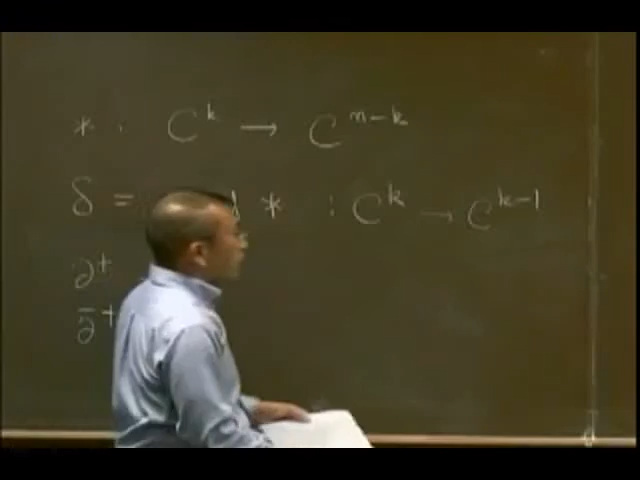 * : C^k → C^{n-k}
δ = * : C^k → C^{k-1}
∂^+
∂̄^+